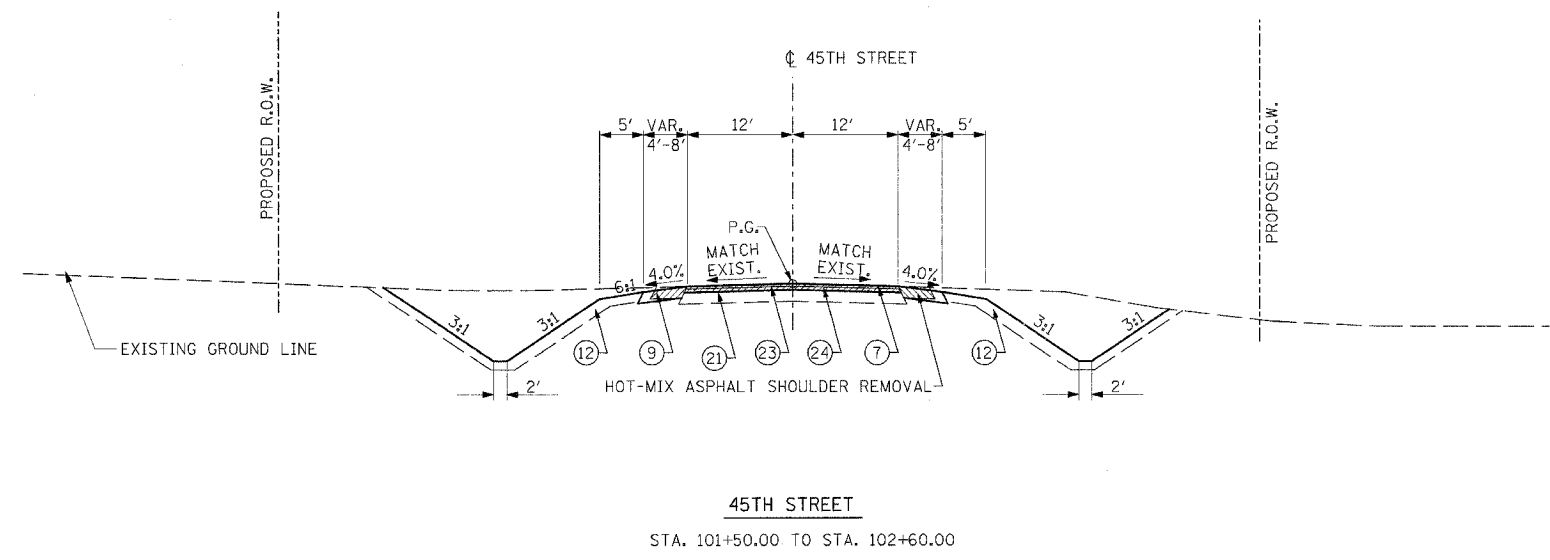 ℄ 45TH STREET
PROPOSED R.O.W.
PROPOSED R.O.W.
5' VAR. 12' 12' VAR. 5'
4'-8' 4'-8'
P.G.
MATCH EXIST.
MATCH EXIST.
4.0% 4.0%
6:1
3:1 3:1 3:1 3:1
EXISTING GROUND LINE
12 9 21 23 24 7 12
HOT-MIX ASPHALT SHOULDER REMOVAL
2' 2'
45TH STREET
STA. 101+50.00 TO STA. 102+60.00